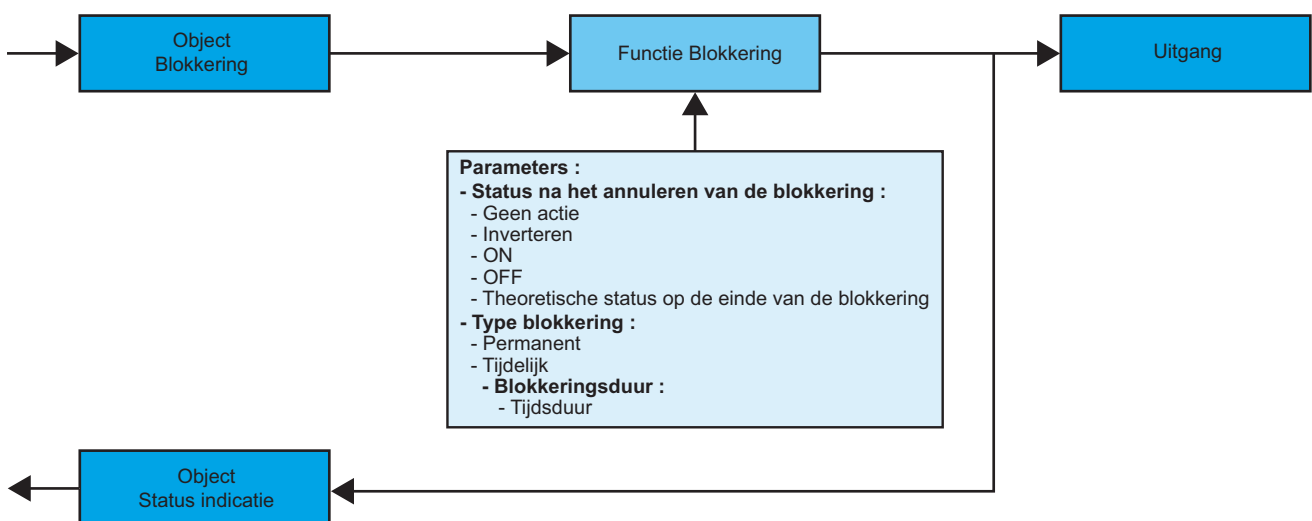 Object
Blokkering
Functie Blokkering
Uitgang
Parameters :
- Status na het annuleren van de blokkering :
- Geen actie
- Inverteren
- ON
- OFF
- Theoretische status op de einde van de blokkering
- Type blokkering :
- Permanent
- Tijdelijk
- Blokkeringsduur :
- Tijdsduur
Object
Status indicatie